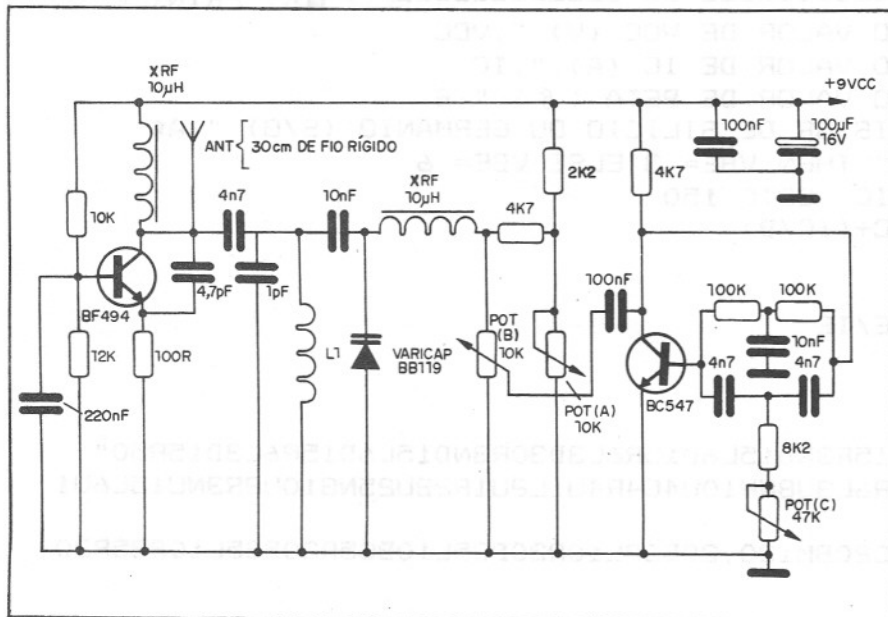 XRF
10µH
ANT
30cm DE FIO RÍGIDO
+9VCC
100nF
100µF
16V
10K
4n7
10nF
XRF
10µH
2K2
4K7
4K7
BF494
4,7pF
1pF
100nF
100K
100K
12K
100R
L1
VARICAP
BB119
POT
(B)
10K
POT(A)
10K
BC547
4n7
10nF
4n7
220nF
8K2
POT(C)
47K